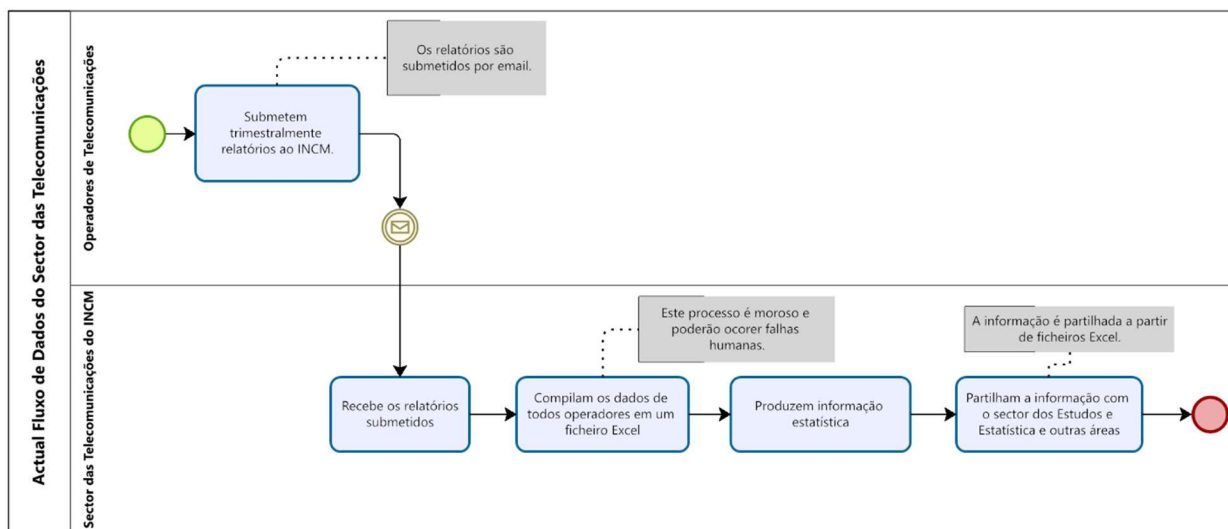 Actual Fluxo de Dados do Sector das Telecomunicações
Operadores de Telecomunicações
Os relatórios são
submetidos por email.
Submetem
trimestralmente
relatórios ao INCM.
Sector das Telecomunicações do INCM
Este processo é moroso e
poderão ocorer falhas
humanas.
A informação é partilhada a partir
de ficheiros Excel.
Recebe os relatórios
submetidos
Compilam os dados de
todos operadores em um
ficheiro Excel
Produzem informação
estatística
Partilham a informação com
o sector dos Estudos e
Estatística e outras áreas